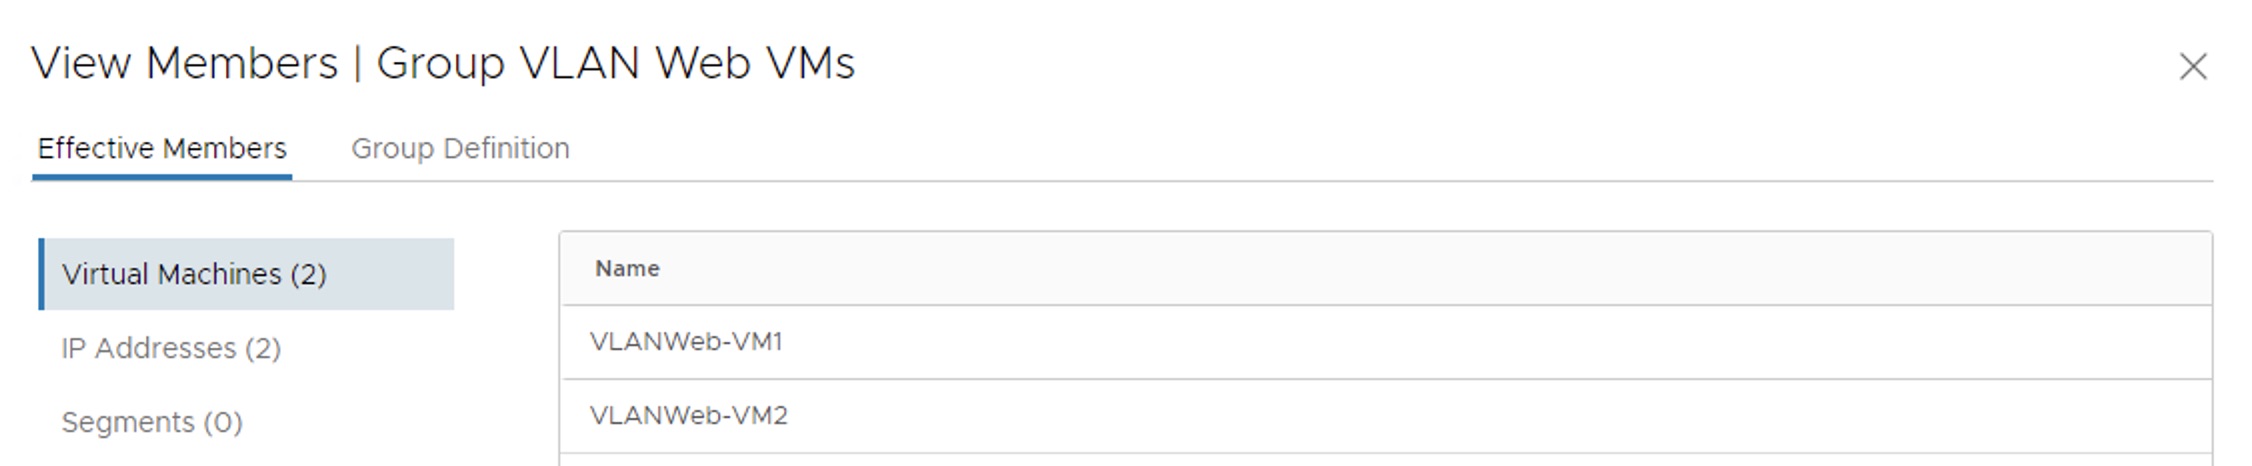 View Members | Group VLAN Web VMs
Effective Members Group Definition
Virtual Machines (2)
IP Addresses (2)
Segments (0)
Name
VLANWeb-VM1
VLANWeb-VM2